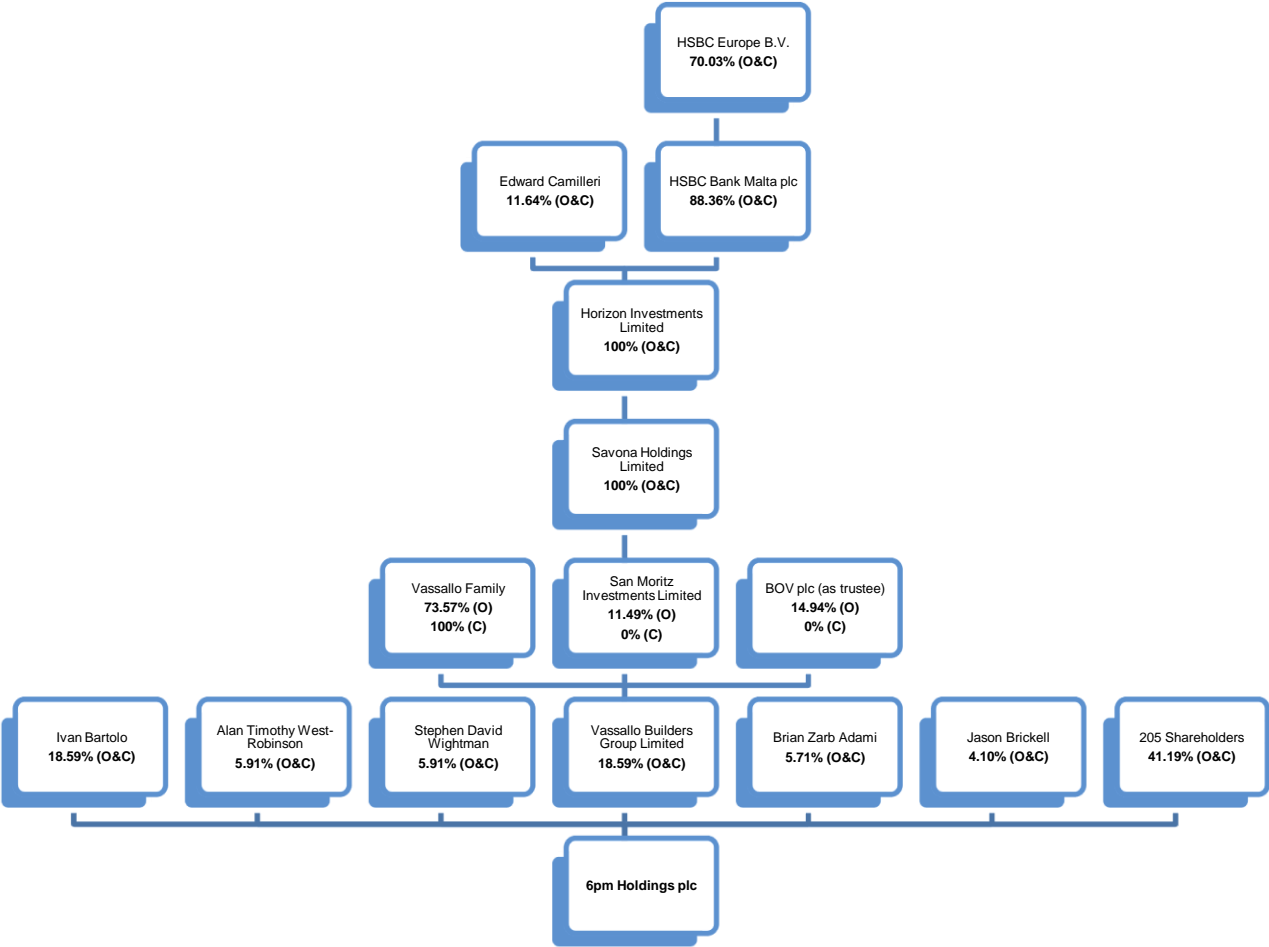 HSBC Europe B.V.
70.03% (O&C)
Edward Camilleri
11.64% (O&C)
HSBC Bank Malta plc
88.36% (O&C)
Horizon Investments
Limited
100% (O&C)
Savona Holdings
Limited
100% (O&C)
Vassallo Family
73.57% (O)
100% (C)
San Moritz
Investments Limited
11.49% (O)
0% (C)
BOV plc (as trustee)
14.94% (O)
0% (C)
Ivan Bartolo
18.59% (O&C)
Alan Timothy West-
Robinson
5.91% (O&C)
Stephen David
Wightman
5.91% (O&C)
Vassallo Builders
Group Limited
18.59% (O&C)
Brian Zarb Adami
5.71% (O&C)
Jason Brickell
4.10% (O&C)
205 Shareholders
41.19% (O&C)
6pm Holdings plc